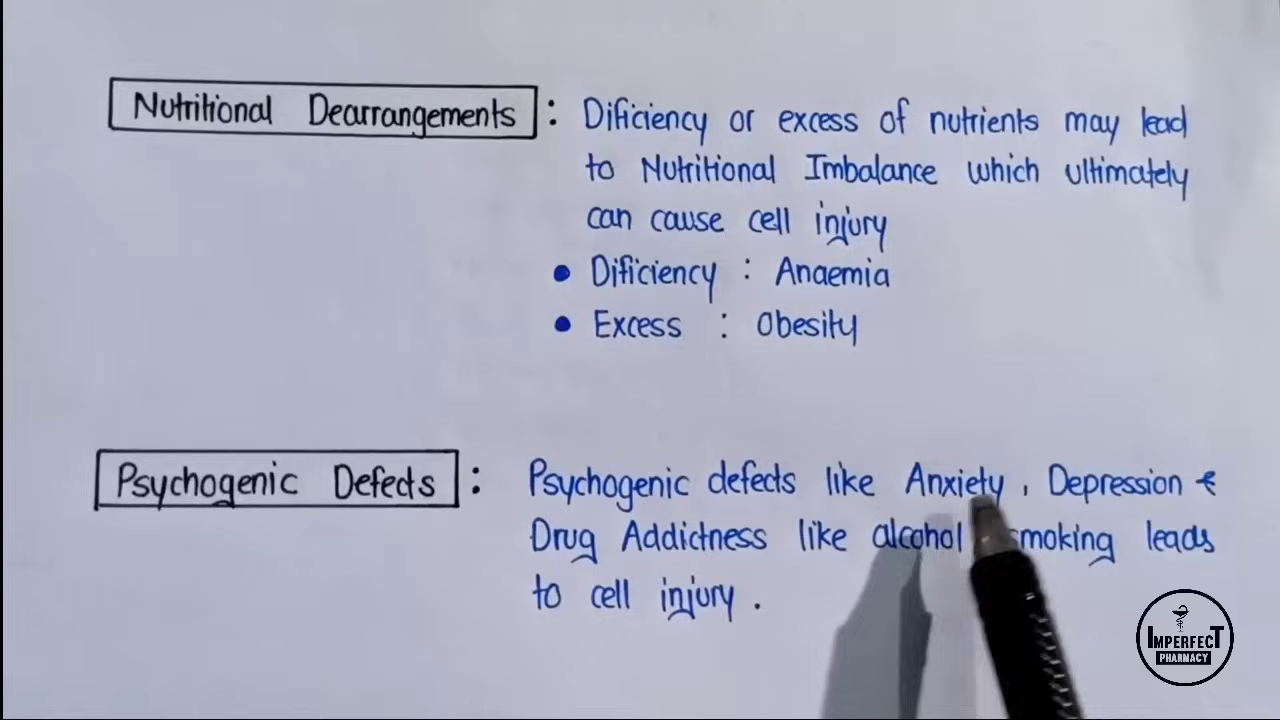 Nutritional Dearrangements : Dificiency or excess of nutrients may lead
to Nutritional Imbalance which ultimately
can cause cell injury
• Dificiency : Anaemia
• Excess : Obesity
Psychogenic Defects : Psychogenic defects like Anxiety, Depression &
Drug Addictness like alcohol smoking leads
to cell injury.
IMPERFECT
PHARMACY